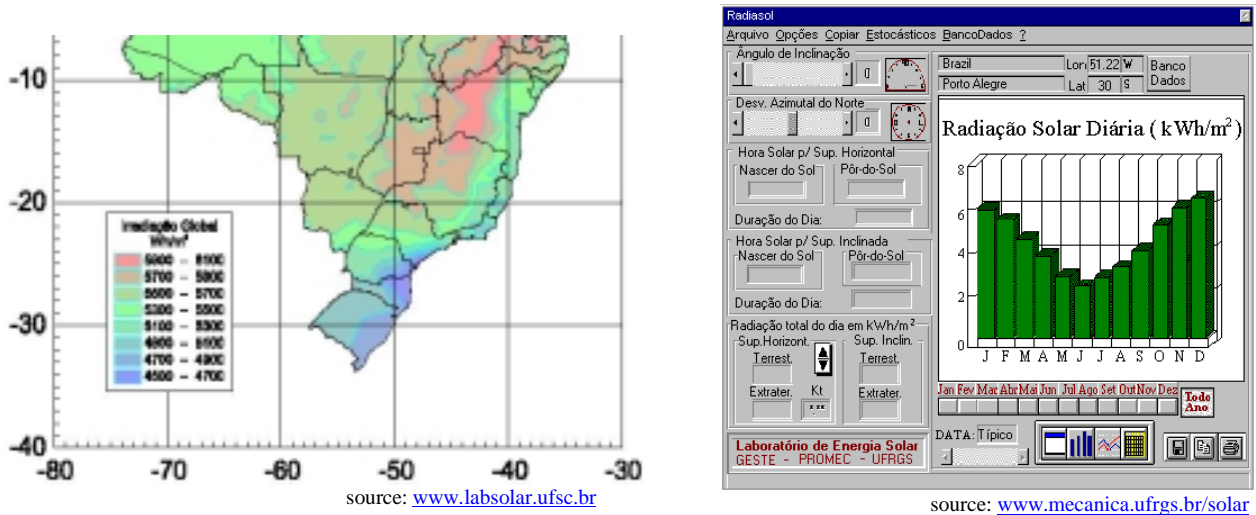 -10
-20
-30
-40
-80 -70 -60 -50 -40 -30
Irradiação Global
Wh/m²
5700 – 5900
5500 – 5700
5300 – 5500
5100 – 5300
4900 – 5100
4700 – 4900
4500 – 4700
source: www.labsolar.ufsc.br
Radiasol
Arquivo Opções Copiar Estocásticos BancoDados ?
Ângulo de Inclinação
0
Desv. Azimutal do Norte
0
Hora Solar p/ Sup. Horizontal
Nascer do Sol Pôr-do-Sol
Duração do Dia:
Hora Solar p/ Sup. Inclinada
Nascer do Sol Pôr-do-Sol
Duração do Dia:
Radiação total do dia em kWh/m²
Sup.Horizont. Sup. Inclin.
Terrest. Terrest.
Extrater. Kt Extrater.
*.**
Laboratório de Energia Solar
GESTE - PROMEC - UFRGS
Brazil Lon 51.22 W
Porto Alegre Lat 30 S
Banco
Dados
Radiação Solar Diária ( kWh/m²)
8
6
4
2
0
J F M A M J J A S O N D
Jan Fev Mar Abr Mai Jun Jul Ago Set Out Nov Dez
Todo
Ano
DATA: Típico
source: www.mecanica.ufrgs.br/solar